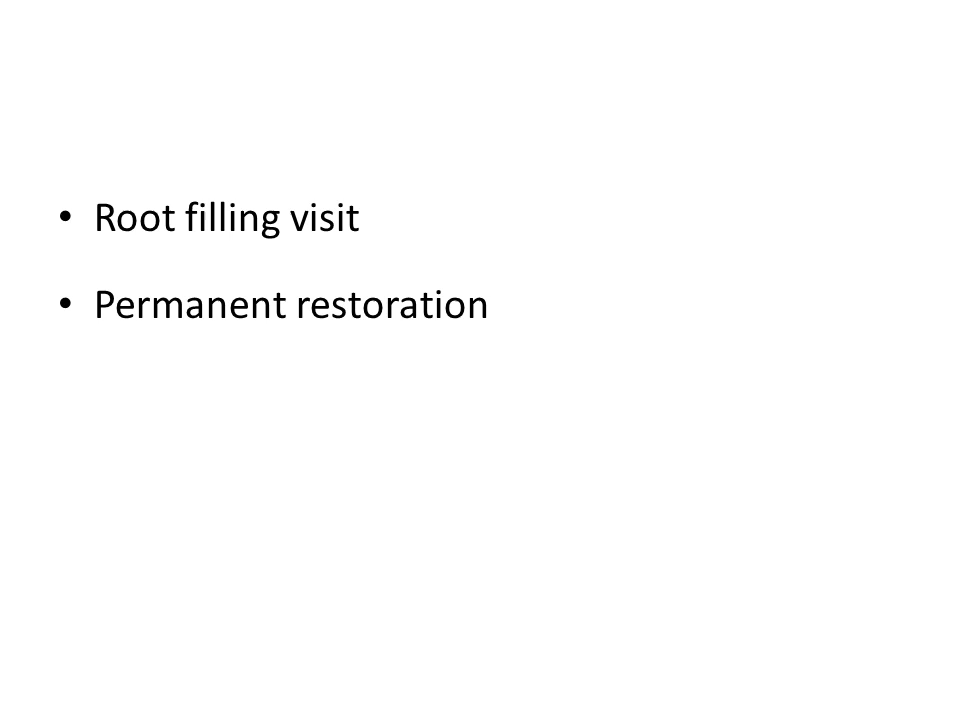 • Root filling visit
• Permanent restoration